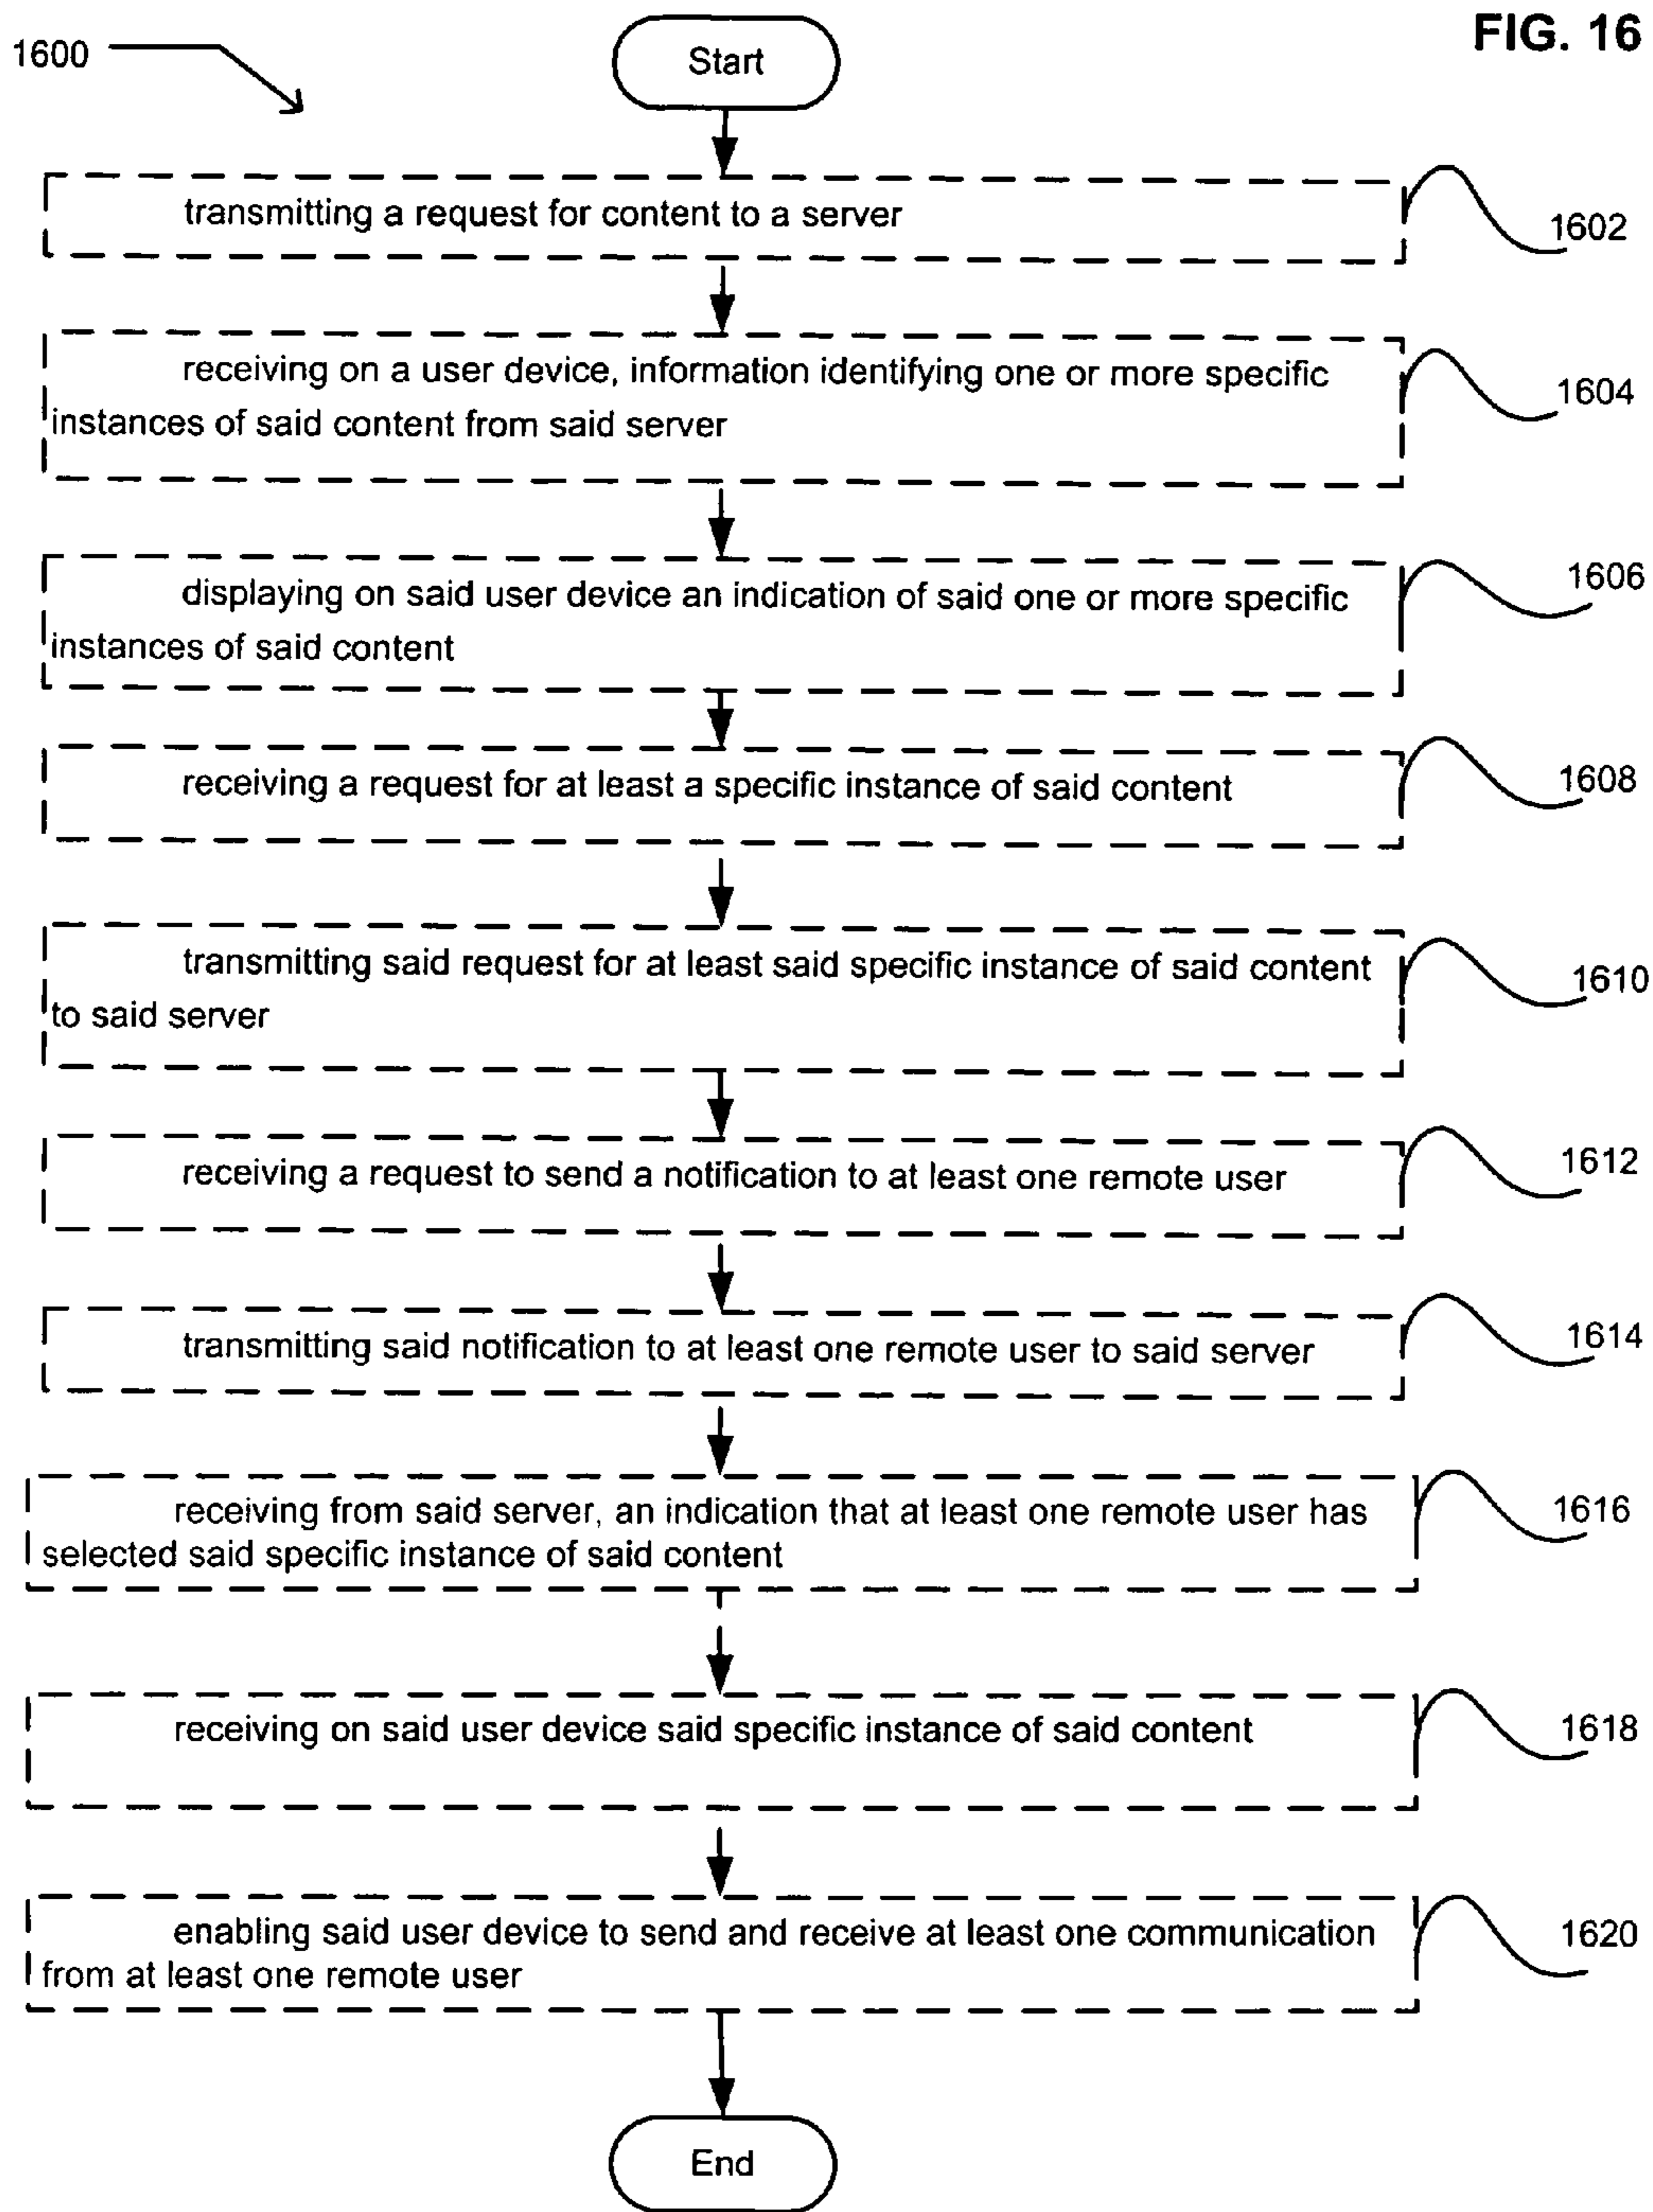 FIG. 16
1600
Start
transmitting a request for content to a server
1602
receiving on a user device, information identifying one or more specific
instances of said content from said server
1604
displaying on said user device an indication of said one or more specific
instances of said content
1606
receiving a request for at least a specific instance of said content
1608
transmitting said request for at least said specific instance of said content
to said server
1610
receiving a request to send a notification to at least one remote user
1612
transmitting said notification to at least one remote user to said server
1614
receiving from said server, an indication that at least one remote user has
selected said specific instance of said content
1616
receiving on said user device said specific instance of said content
1618
enabling said user device to send and receive at least one communication
from at least one remote user
1620
End